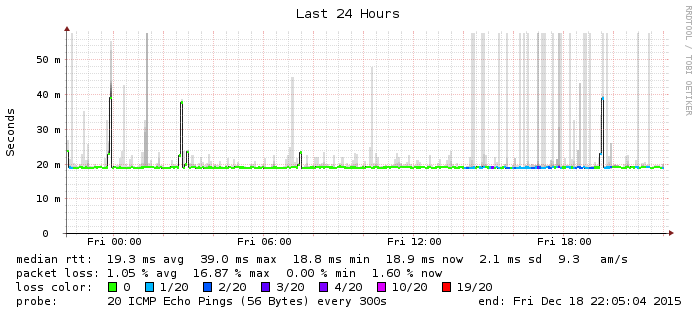 Last 24 Hours
RRDTOOL / TOBI OETIKER
Seconds
50 m
40 m
30 m
20 m
10 m
0
Fri 00:00 Fri 06:00 Fri 12:00 Fri 18:00
median rtt: 19.3 ms avg 39.0 ms max 18.8 ms min 18.9 ms now 2.1 ms sd 9.3 am/s
packet loss: 1.05 % avg 16.87 % max 0.00 % min 1.60 % now
loss color: 0 1/20 2/20 3/20 4/20 10/20 19/20
probe: 20 ICMP Echo Pings (56 Bytes) every 300s end: Fri Dec 18 22:05:04 2015